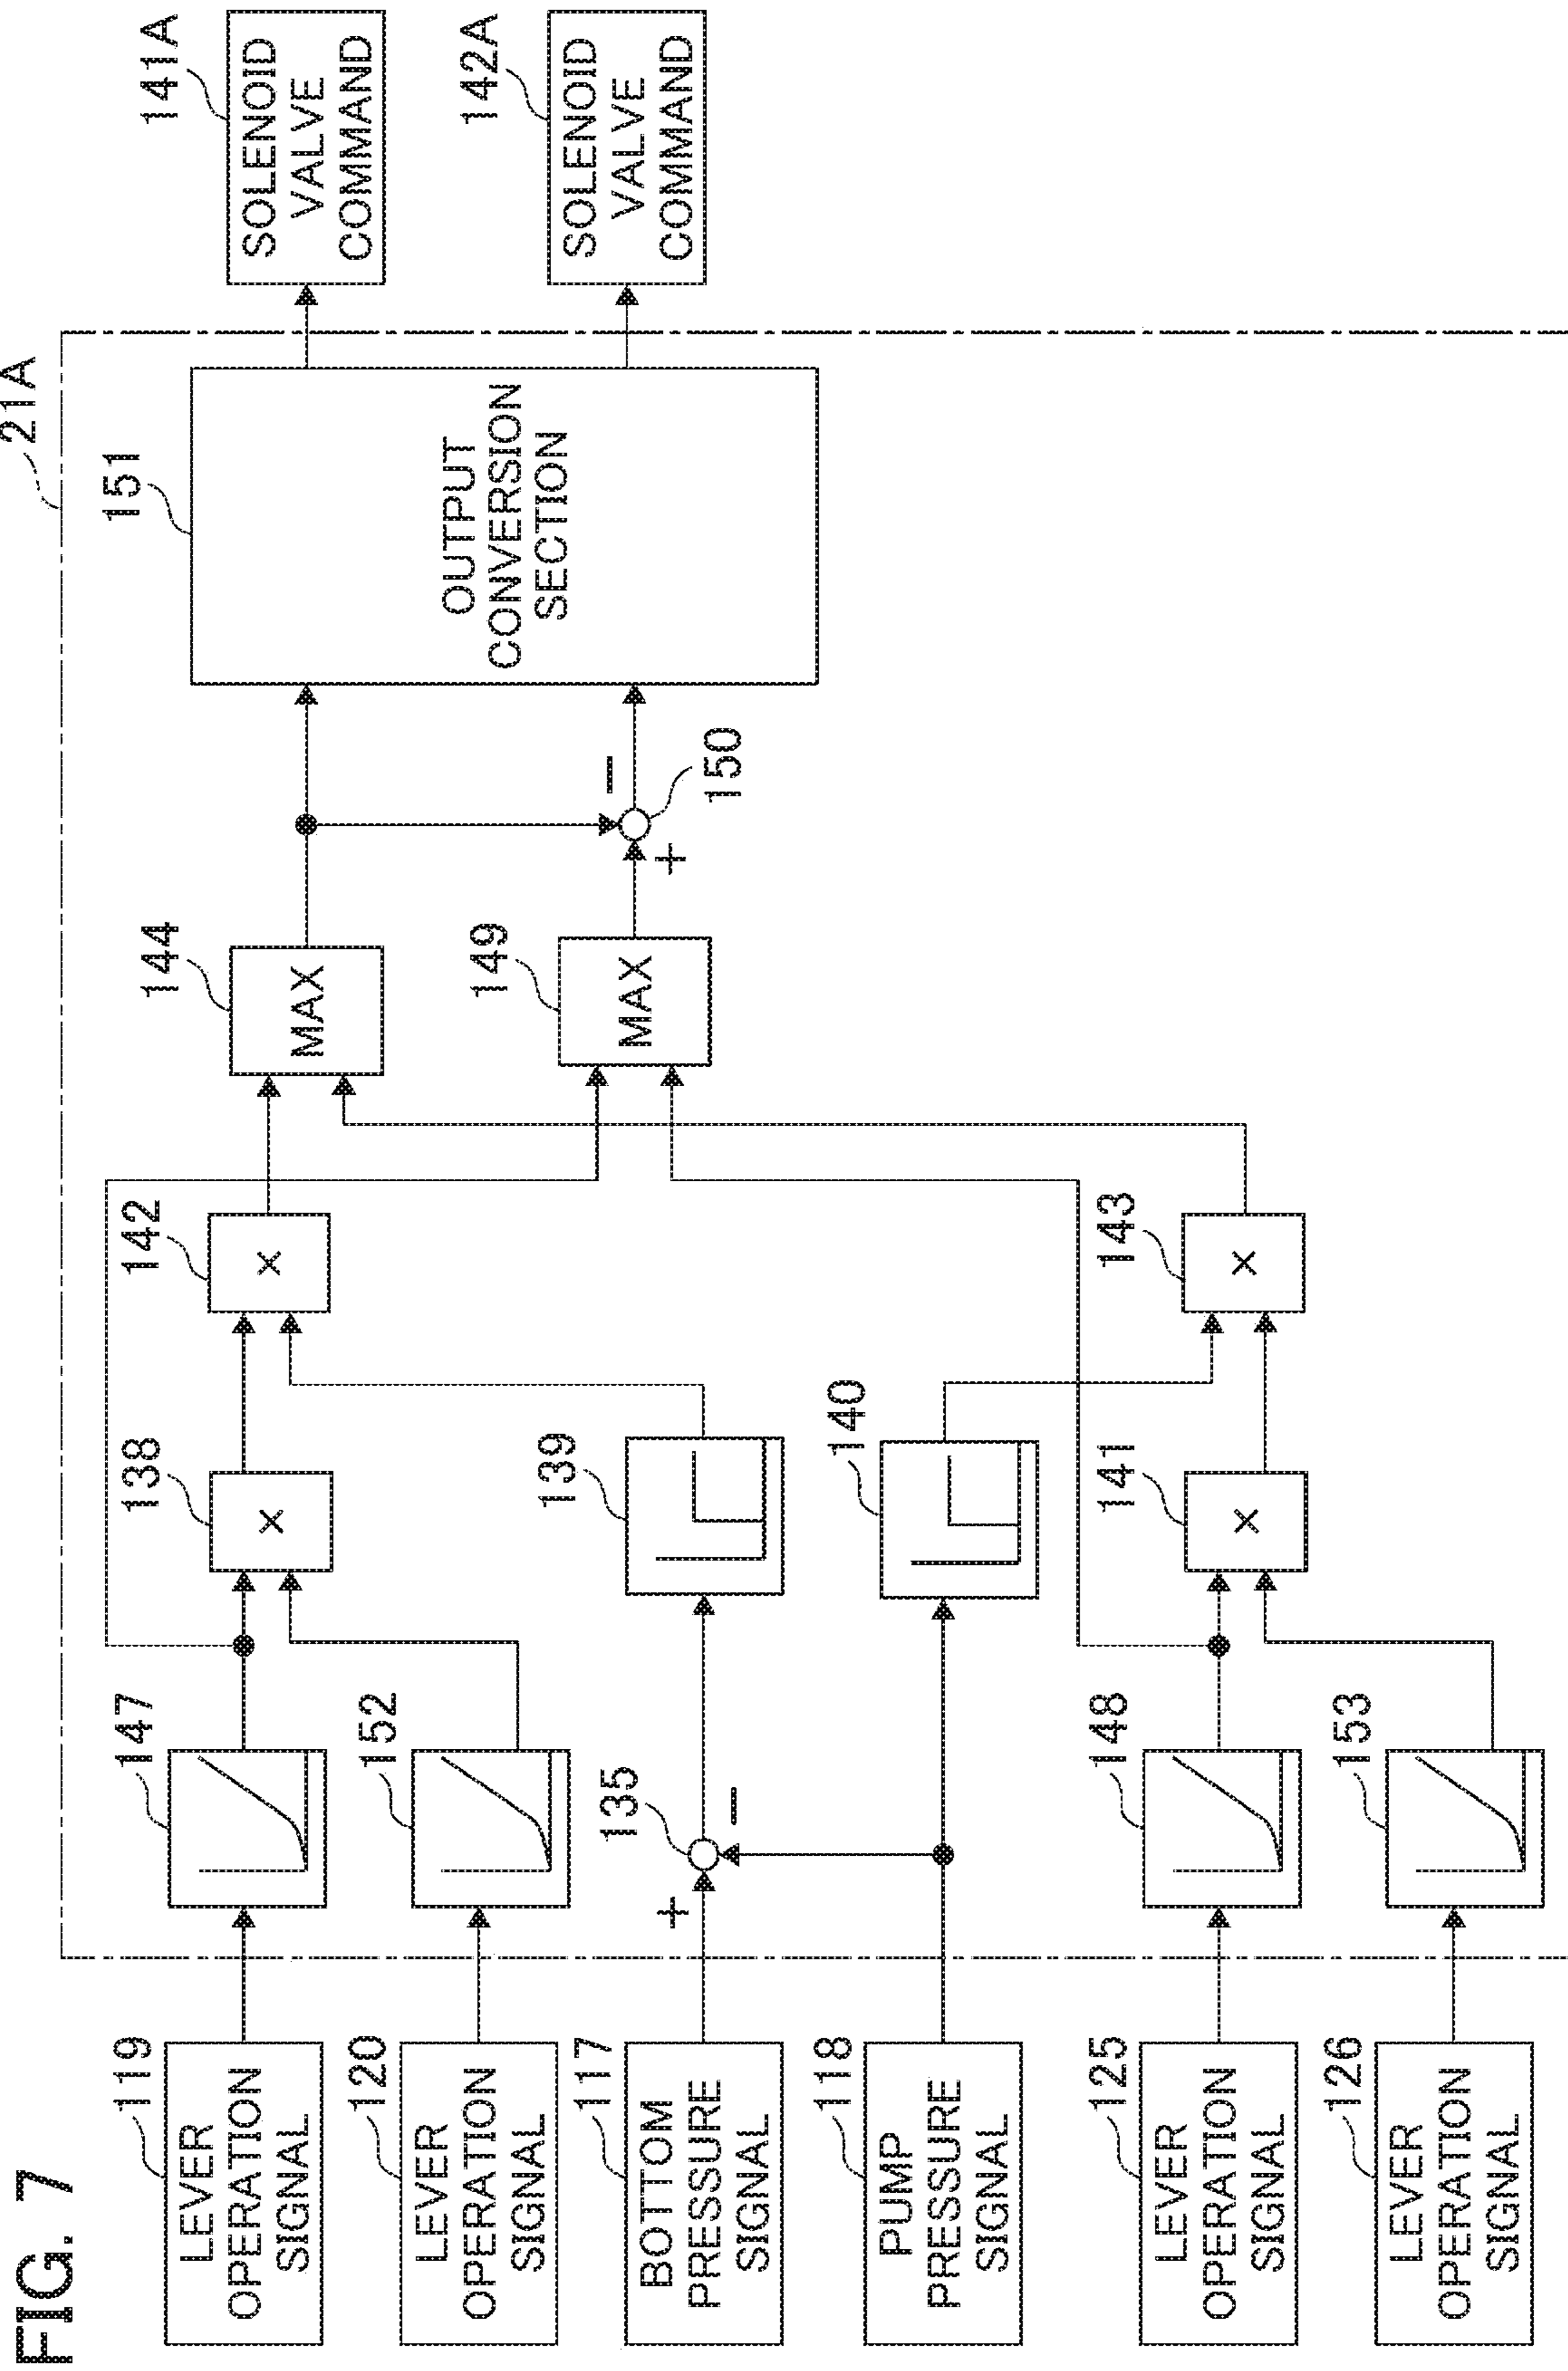 FIG. 7
21A
119
LEVER
OPERATION
SIGNAL
120
LEVER
OPERATION
SIGNAL
117
BOTTOM
PRESSURE
SIGNAL
118
PUMP
PRESSURE
SIGNAL
125
LEVER
OPERATION
SIGNAL
126
LEVER
OPERATION
SIGNAL
147
152
135
+
−
148
153
138
×
139
140
141
×
142
×
143
×
144
MAX
149
MAX
150
+
−
151
OUTPUT
CONVERSION
SECTION
141A
SOLENOID
VALVE
COMMAND
142A
SOLENOID
VALVE
COMMAND